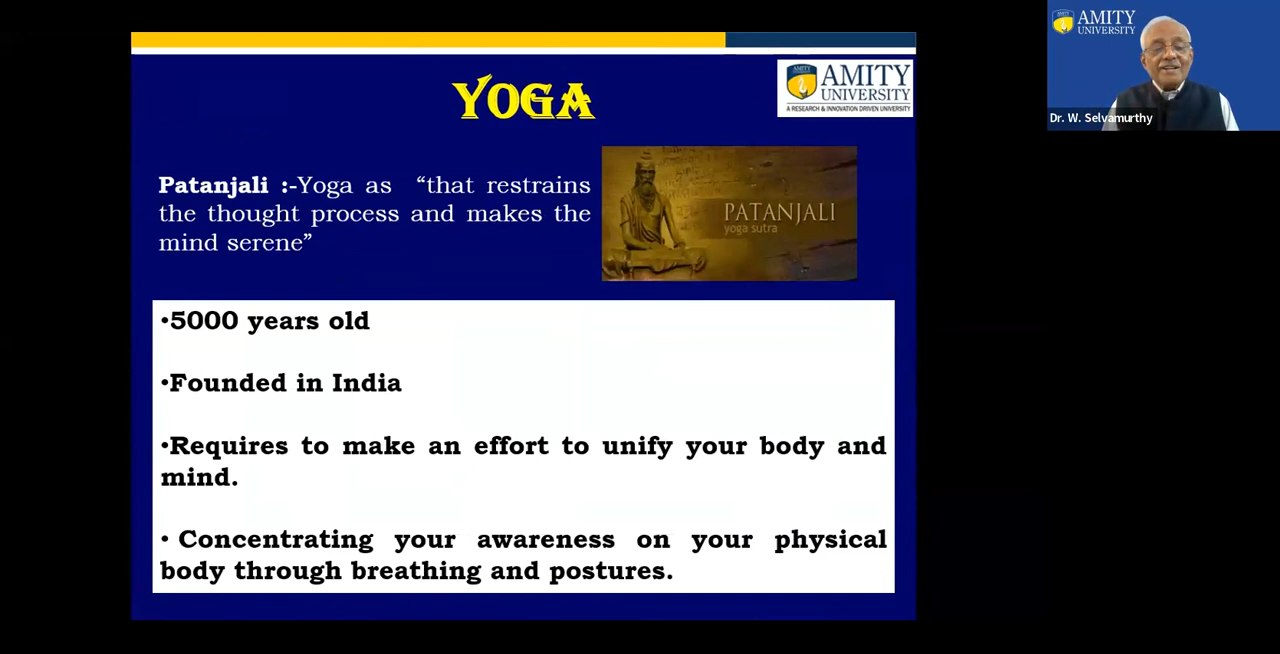 YOGA
AMITY
AMITY
UNIVERSITY
A RESEARCH & INNOVATION DRIVEN UNIVERSITY
Patanjali :-Yoga as “that restrains
the thought process and makes the
mind serene”
PATANJALI
yoga sutra
•5000 years old
•Founded in India
•Requires to make an effort to unify your body and
mind.
• Concentrating your awareness on your physical
body through breathing and postures.
AMITY
UNIVERSITY
Dr. W. Selvamurthy